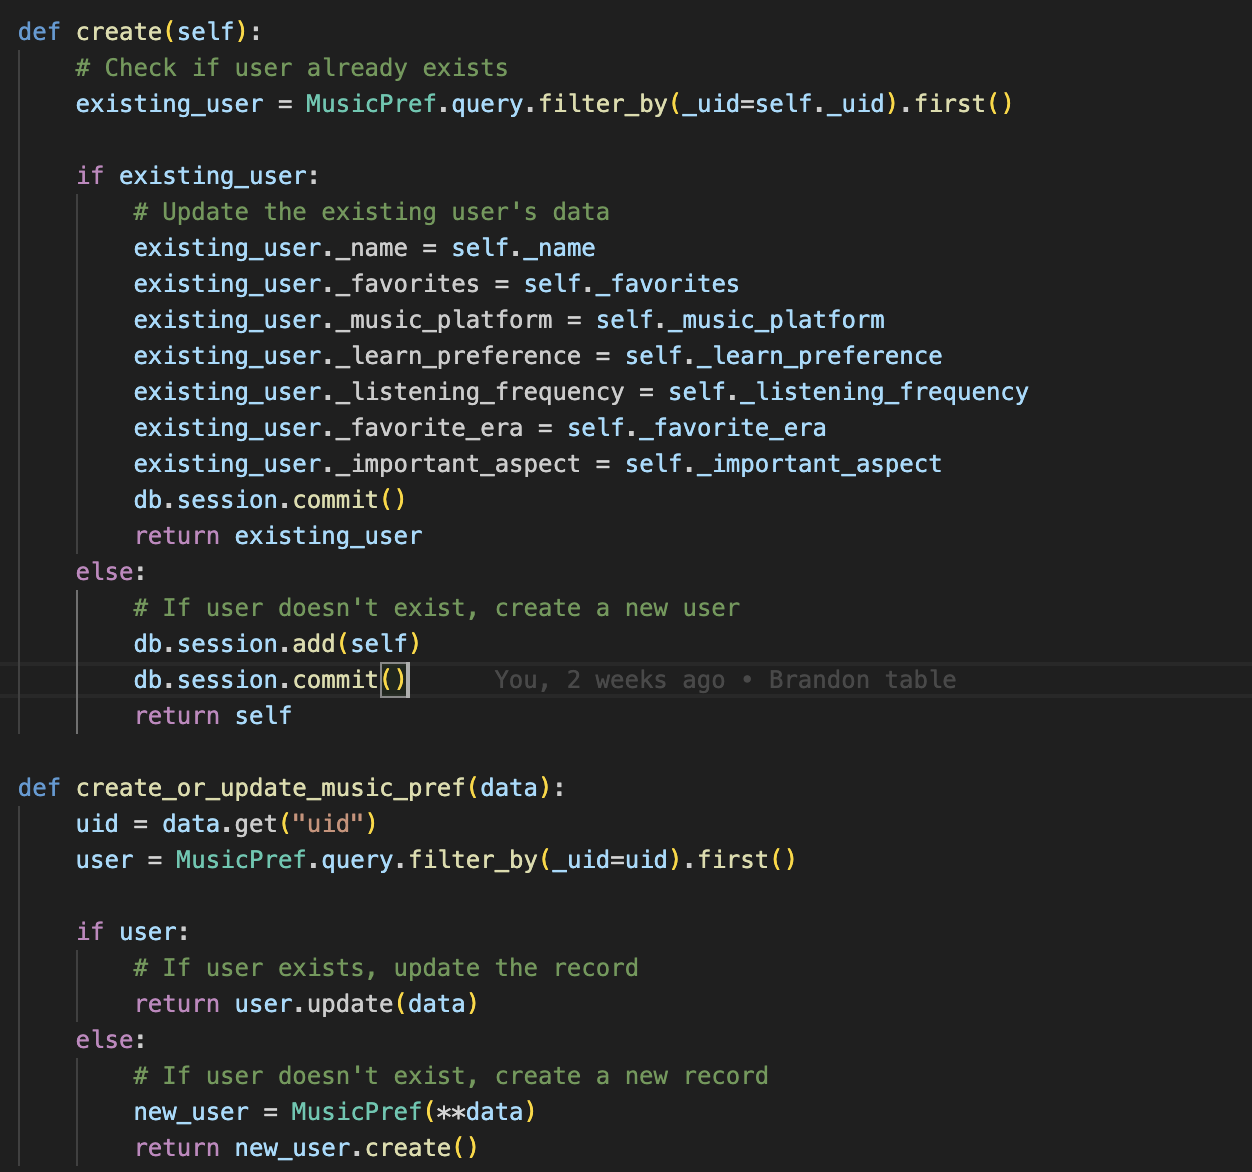 def create(self):
    # Check if user already exists
    existing_user = MusicPref.query.filter_by(_uid=self._uid).first()

    if existing_user:
        # Update the existing user's data
        existing_user._name = self._name
        existing_user._favorites = self._favorites
        existing_user._music_platform = self._music_platform
        existing_user._learn_preference = self._learn_preference
        existing_user._listening_frequency = self._listening_frequency
        existing_user._favorite_era = self._favorite_era
        existing_user._important_aspect = self._important_aspect
        db.session.commit()
        return existing_user
    else:
        # If user doesn't exist, create a new user
        db.session.add(self)
        db.session.commit()      You, 2 weeks ago • Brandon table
        return self

def create_or_update_music_pref(data):
    uid = data.get("uid")
    user = MusicPref.query.filter_by(_uid=uid).first()

    if user:
        # If user exists, update the record
        return user.update(data)
    else:
        # If user doesn't exist, create a new record
        new_user = MusicPref(**data)
        return new_user.create()